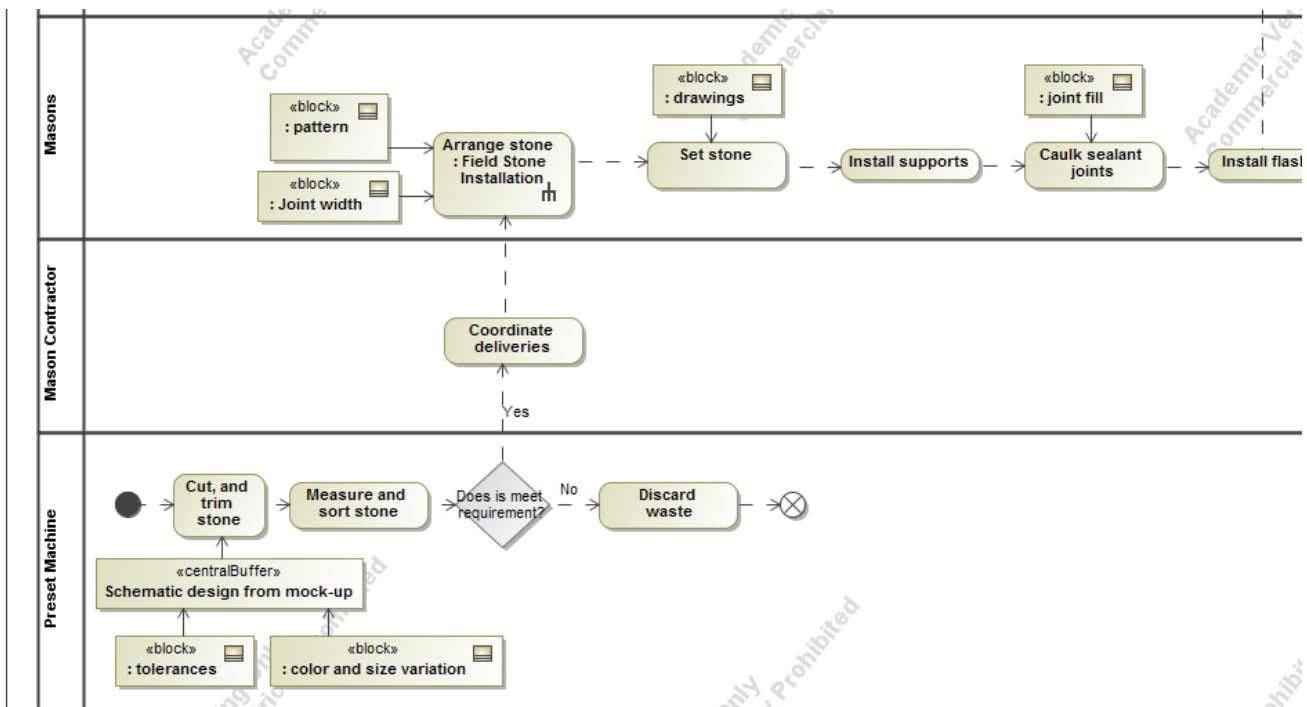 Masons
«block»
: pattern
«block»
: Joint width
Arrange stone
: Field Stone
Installation
«block»
: drawings
Set stone
Install supports
«block»
: joint fill
Caulk sealant
joints
Install flas
Mason Contractor
Coordinate
deliveries
Yes
Preset Machine
Cut, and
trim
stone
Measure and
sort stone
Does is meet
requirement?
No
Discard
waste
«centralBuffer»
Schematic design from mock-up
«block»
: tolerances
«block»
: color and size variation
Prohibited